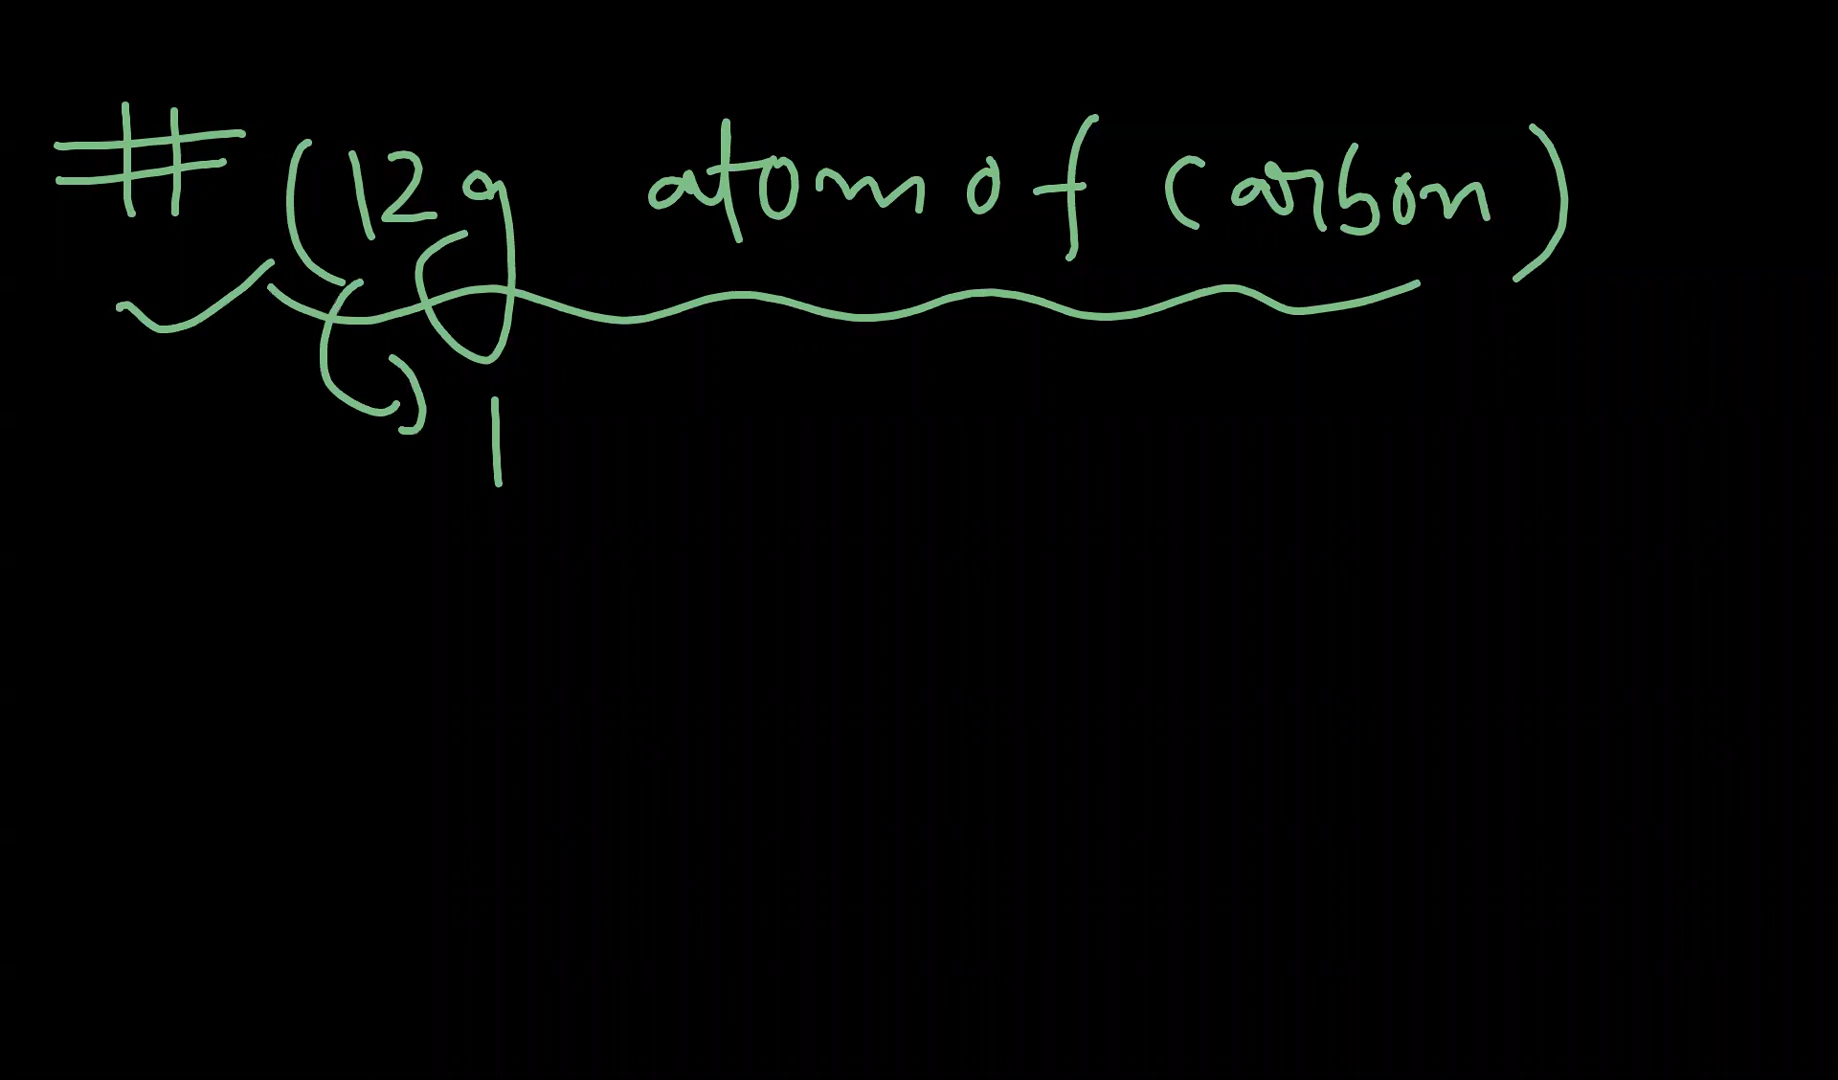 # (12g atom of carbon)